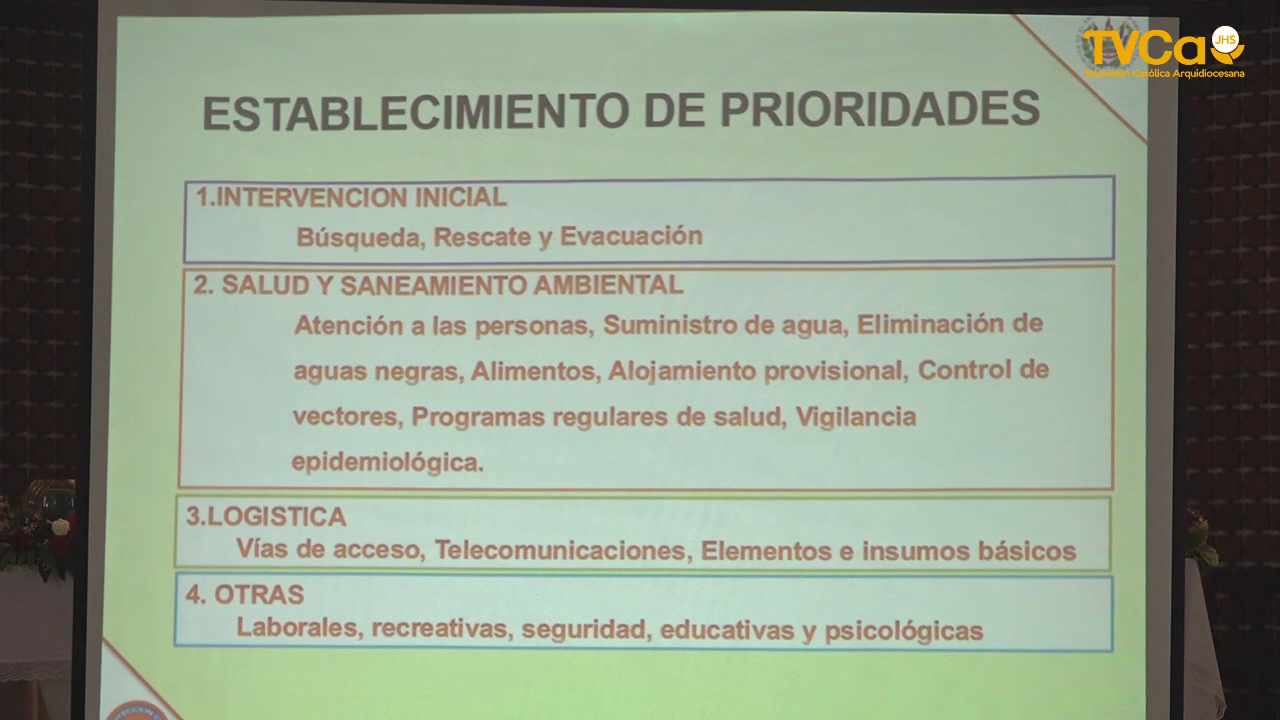 TVCa
JHS
Televisión Católica Arquidiocesana
ESTABLECIMIENTO DE PRIORIDADES
1.INTERVENCION INICIAL
Búsqueda, Rescate y Evacuación
2. SALUD Y SANEAMIENTO AMBIENTAL
Atención a las personas, Suministro de agua, Eliminación de
aguas negras, Alimentos, Alojamiento provisional, Control de
vectores, Programas regulares de salud, Vigilancia
epidemiológica.
3.LOGISTICA
Vías de acceso, Telecomunicaciones, Elementos e insumos básicos
4. OTRAS
Laborales, recreativas, seguridad, educativas y psicológicas